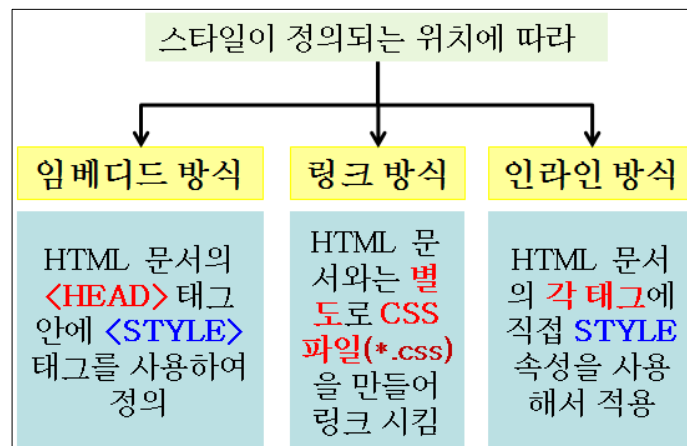 스타일이 정의되는 위치에 따라
임베디드 방식
링크 방식
인라인 방식
HTML 문서의
<HEAD> 태그
안에 <STYLE>
태그를 사용하여
정의
HTML 문
서와는 별
도로 CSS
파일(*.css)
을 만들어
링크 시킴
HTML 문서
의 각 태그에
직접 STYLE
속성을 사용
해서 적용